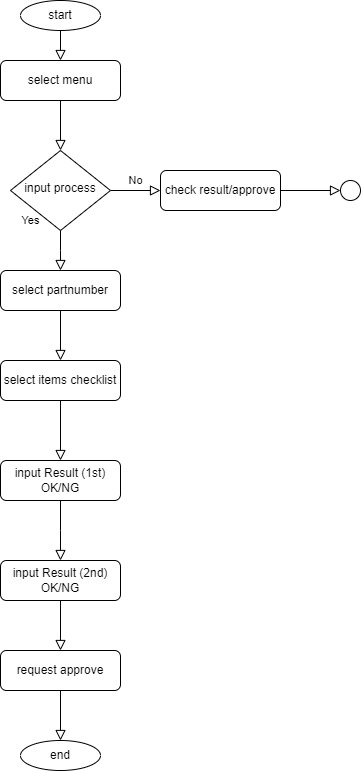 start
select menu
input process
No
check result/approve
Yes
select partnumber
select items checklist
input Result (1st)
OK/NG
input Result (2nd)
OK/NG
request approve
end